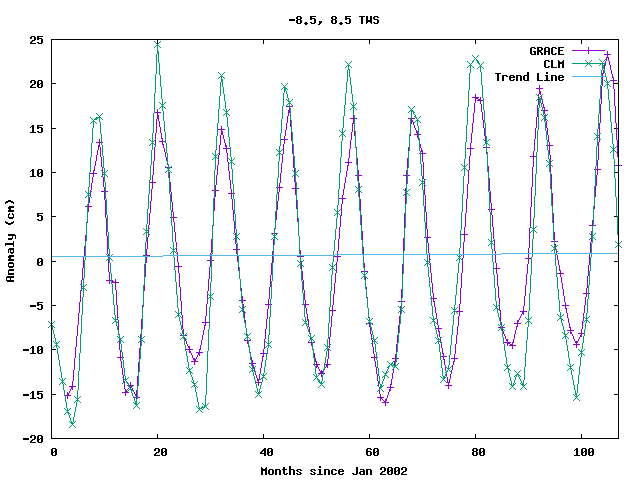 -8.5, 8.5 TWS
GRACE
CLM
Trend Line
25
20
15
10
5
0
-5
-10
-15
-20
Anomaly (cm)
0 20 40 60 80 100
Months since Jan 2002